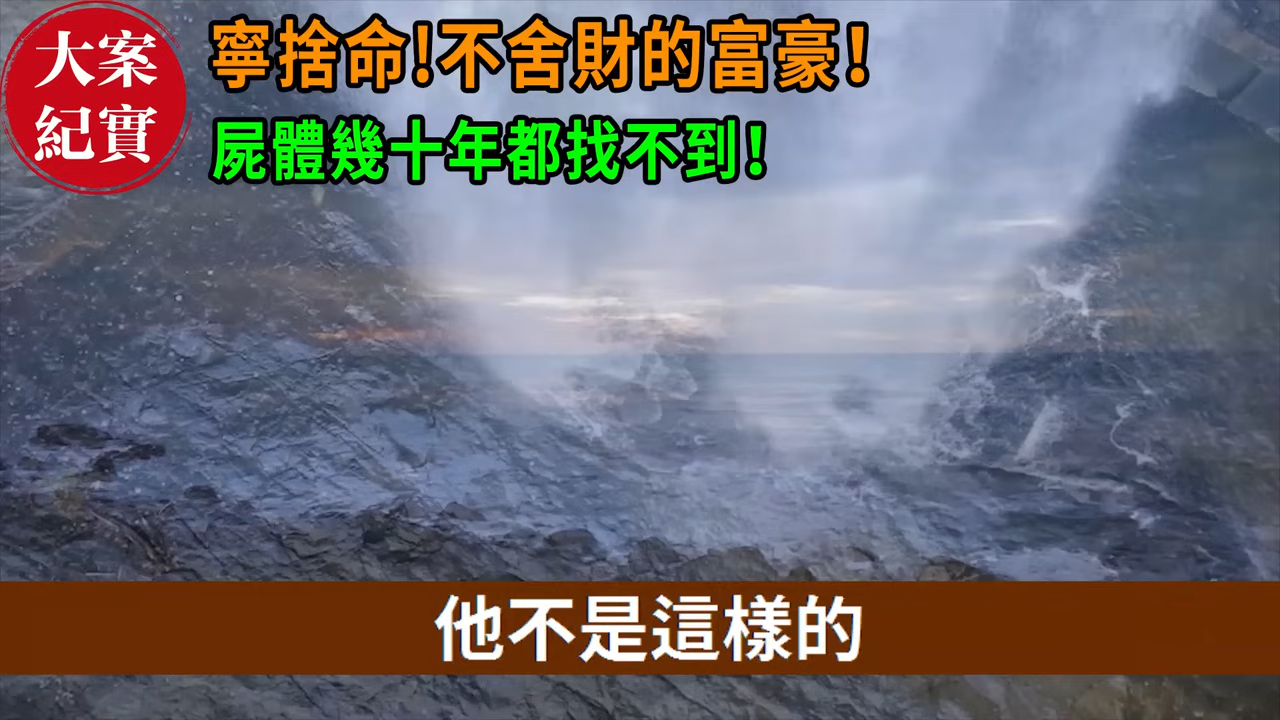 大案
紀實
寧捨命!不舍財的富豪!
屍體幾十年都找不到!
他不是這樣的